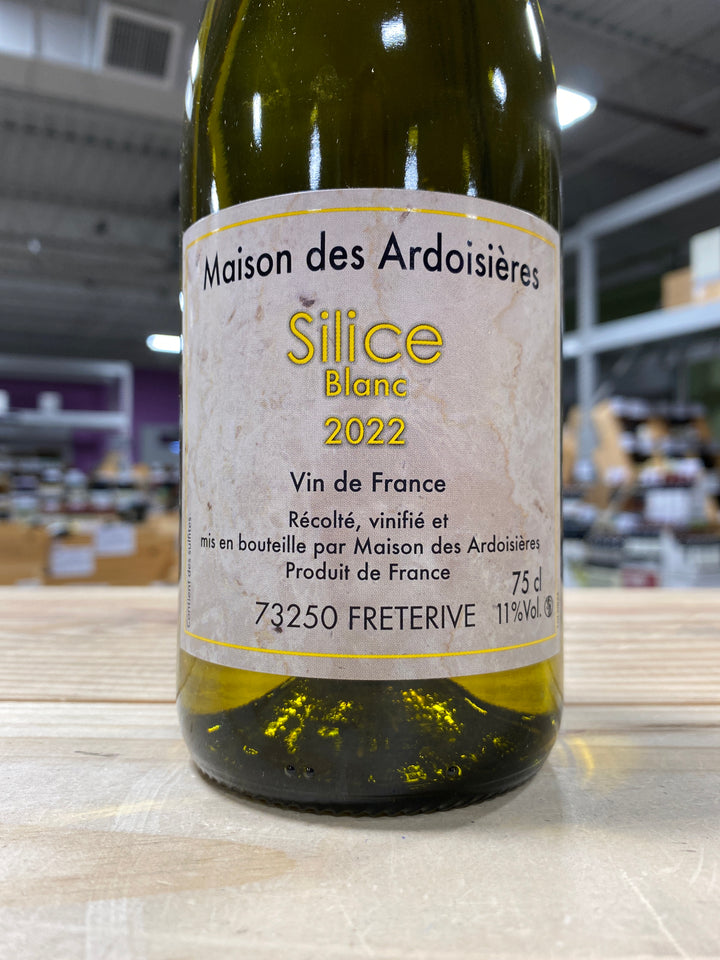 Maison des Ardoisières
Silice
Blanc
2022
Vin de France
Récolté, vinifié et
mis en bouteille par Maison des Ardoisières
Produit de France
75 cl
73250 FRETERIVE
11%Vol.
Contient des sulfites